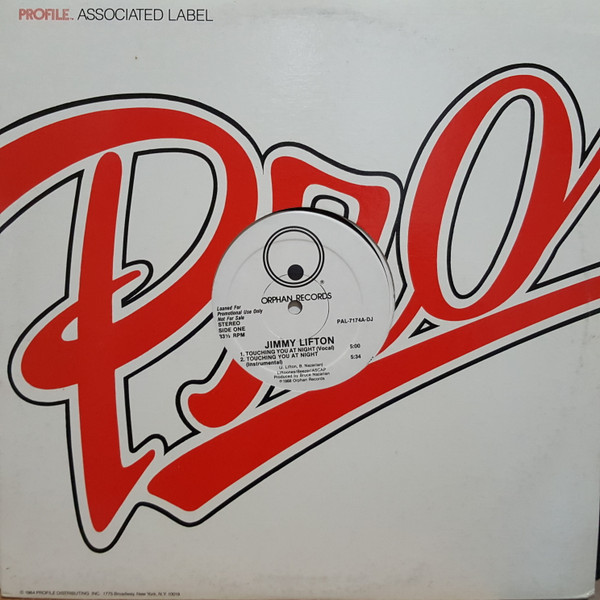 PROFILE. ASSOCIATED LABEL
Pro
ORPHAN RECORDS
Loaned For
Promotional Use Only
Not For Sale
STEREO
SIDE ONE
33⅓ RPM
PAL-7174A-DJ
JIMMY LIFTON
1. TOUCHING YOU AT NIGHT (Vocal) 5:00
2. TOUCHING YOU AT NIGHT 5:34
(Instrumental)
(J. Lifton, B. Nazarian)
Produced by Bruce Nazarian
Orphan Records
© 1984 PROFILE DISTRIBUTING INC. 1775 Broadway, New York, N.Y. 10019